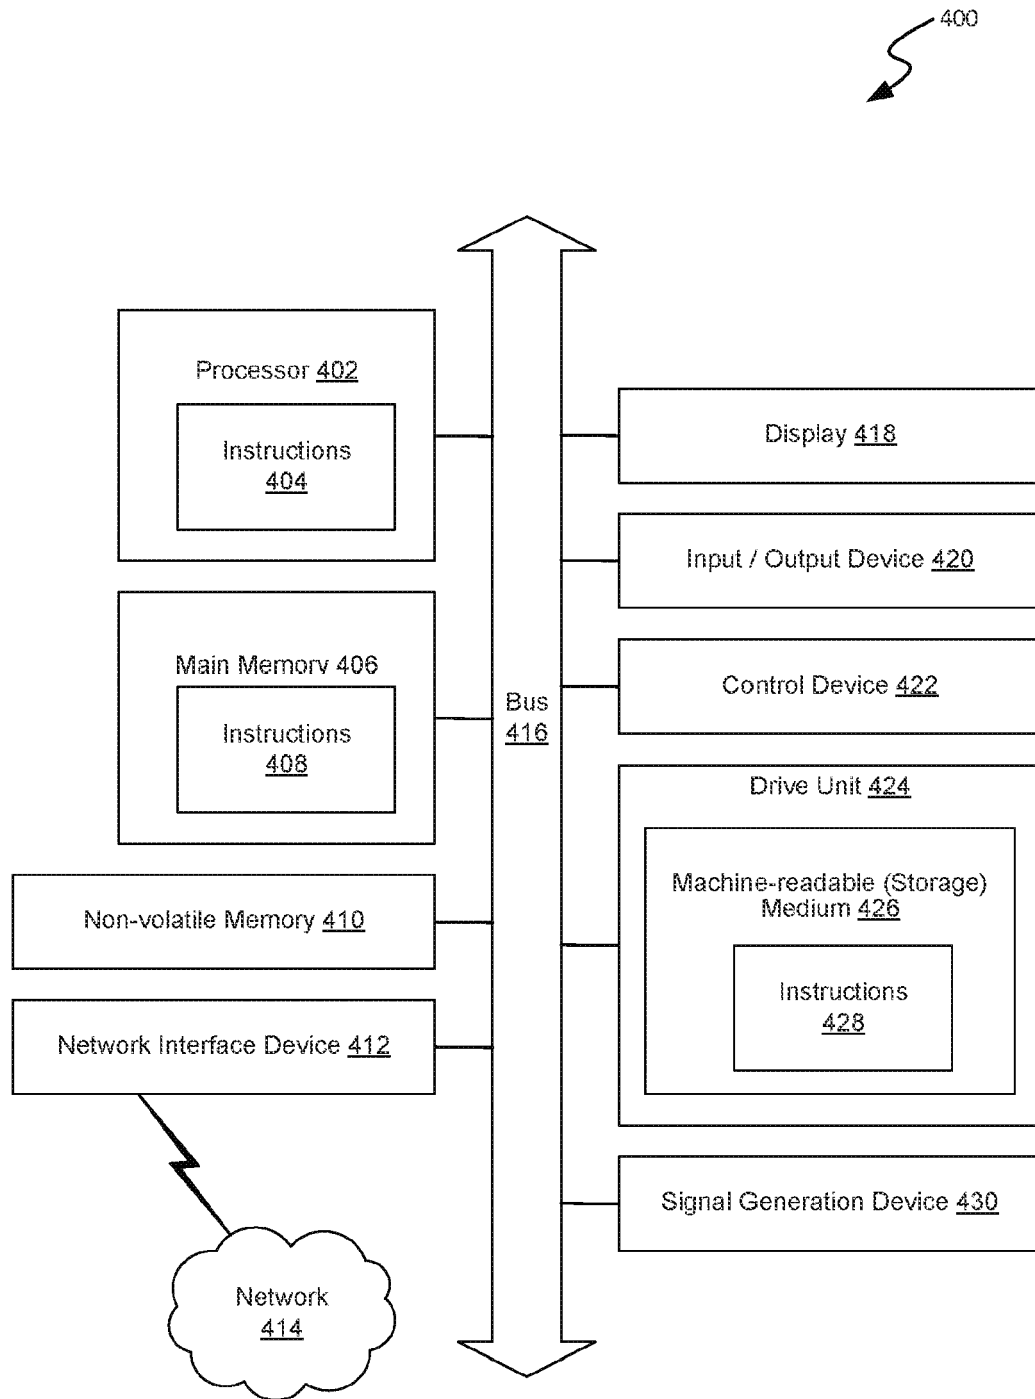 400
Processor 402
Instructions
404
Main Memory 406
Instructions
408
Non-volatile Memory 410
Network Interface Device 412
Network
414
Bus
416
Display 418
Input / Output Device 420
Control Device 422
Drive Unit 424
Machine-readable (Storage)
Medium 426
Instructions
428
Signal Generation Device 430